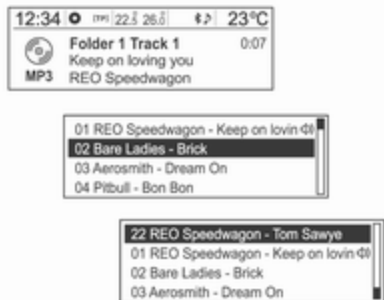 12:34 [TP] 22.5 26.0 23°C
Folder 1 Track 1 0:07
Keep on loving you
MP3 REO Speedwagon
01 REO Speedwagon - Keep on lovin
02 Bare Ladies - Brick
03 Aerosmith - Dream On
04 Pitbull - Bon Bon
22 REO Speedwagon - Tom Sawye
01 REO Speedwagon - Keep on lovin
02 Bare Ladies - Brick
03 Aerosmith - Dream On